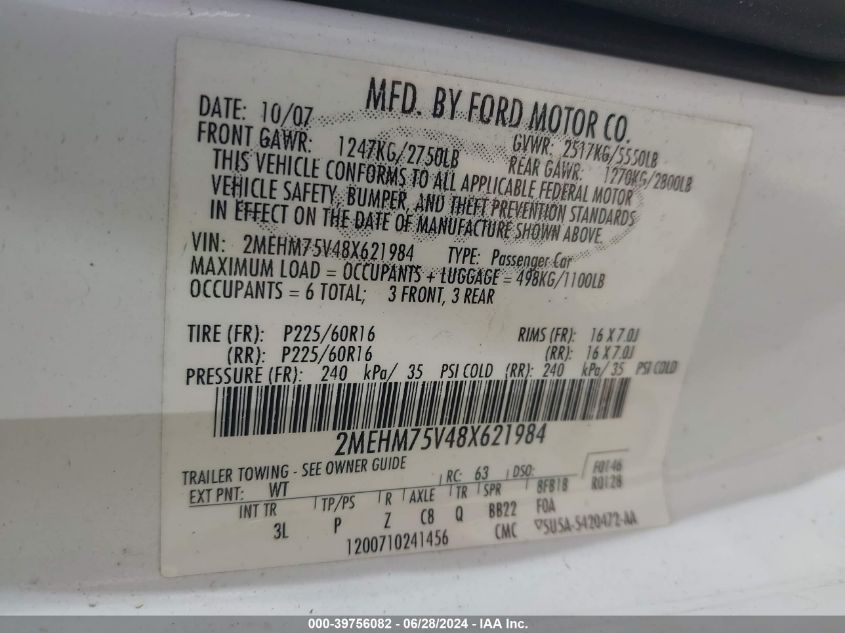 MFD. BY FORD MOTOR CO.
DATE: 10/07 GVWR: 2517KG/5550LB
FRONT GAWR: 1247KG/2750LB REAR GAWR: 1270KG/2800LB
THIS VEHICLE CONFORMS TO ALL APPLICABLE FEDERAL MOTOR
VEHICLE SAFETY, BUMPER, AND THEFT PREVENTION STANDARDS
IN EFFECT ON THE DATE OF MANUFACTURE SHOWN ABOVE.
VIN: 2MEHM75V48X621984 TYPE: Passenger Car
MAXIMUM LOAD = OCCUPANTS + LUGGAGE = 498KG/1100LB
OCCUPANTS = 6 TOTAL; 3 FRONT, 3 REAR
TIRE (FR): P225/60R16 RIMS (FR): 16 X 7.0J
(RR): P225/60R16 (RR): 16 X 7.0J
PRESSURE (FR): 240 kPa/ 35 PSI COLD (RR): 240 kPa/ 35 PSI COLD
2MEHM75V48X621984
TRAILER TOWING - SEE OWNER GUIDE
EXT PNT: WT RC: 63 DSO: F0146
R0128
INT TR TP/PS R AXLE TR SPR BFB18
3L P Z C8 Q BB22 FOA
1200710241456 CMC 5USA-5420472-AA
000-39756082 - 06/28/2024 - IAA Inc.